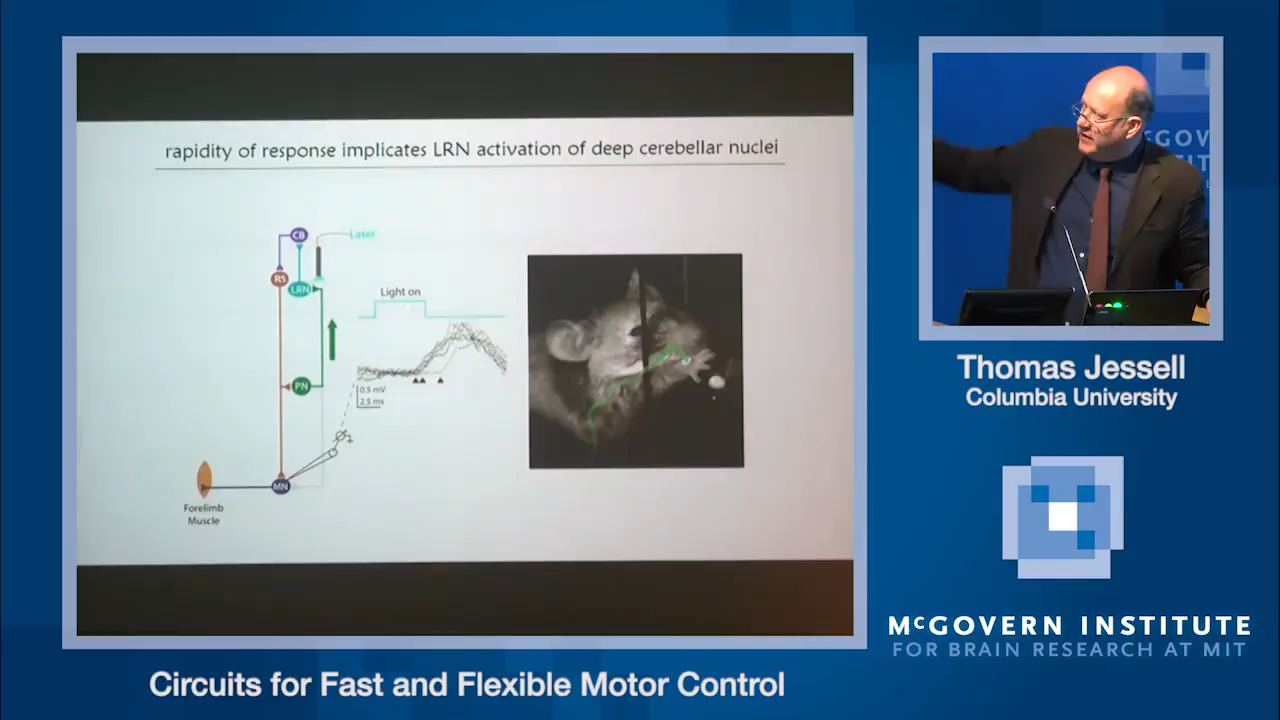 rapidity of response implicates LRN activation of deep cerebellar nuclei
CB
Laser
RS
LRN
Light on
PN
0.5 mV
2.5 ms
MN
Forelimb
Muscle
GOV
Thomas Jessell
Columbia University
McGOVERN INSTITUTE
FOR BRAIN RESEARCH AT MIT
Circuits for Fast and Flexible Motor Control